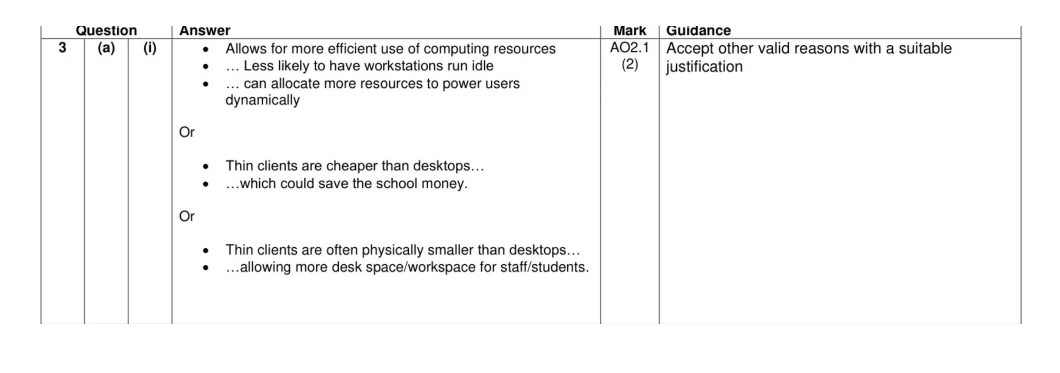 Question Answer Mark Guidance
3 (a) (i) • Allows for more efficient use of computing resources AO2.1 Accept other valid reasons with a suitable
• … Less likely to have workstations run idle (2) justification
• … can allocate more resources to power users
dynamically
Or
• Thin clients are cheaper than desktops…
• …which could save the school money.
Or
• Thin clients are often physically smaller than desktops…
• …allowing more desk space/workspace for staff/students.